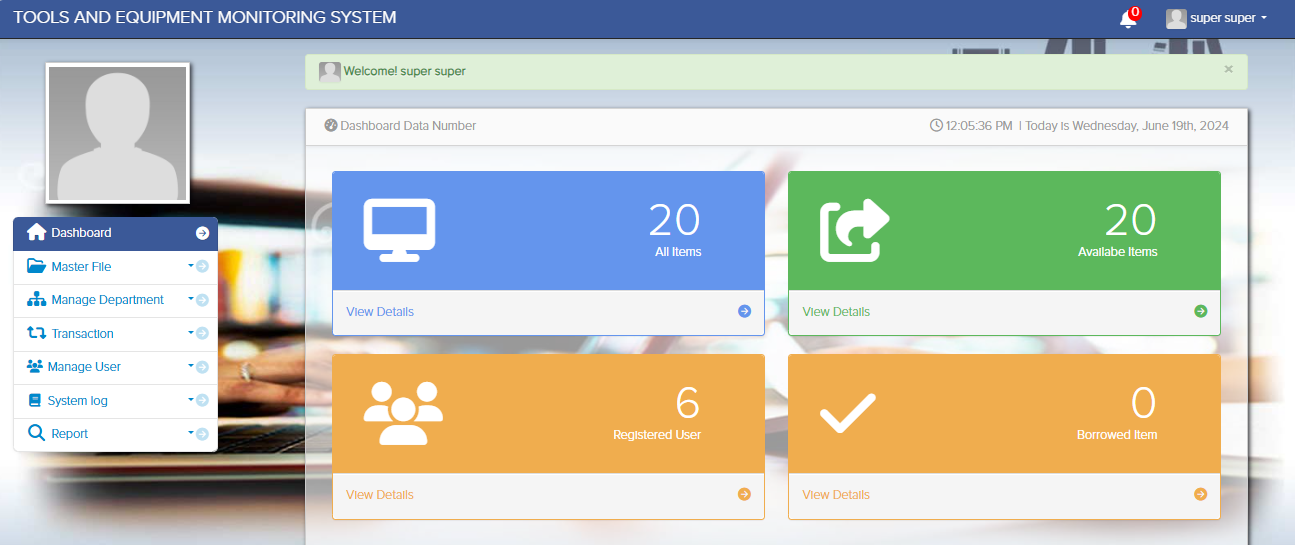 TOOLS AND EQUIPMENT MONITORING SYSTEM
0
super super
Welcome! super super
×
Dashboard Data Number
12:05:36 PM | Today Is Wednesday, June 19th, 2024
Dashboard
Master File
Manage Department
Transaction
Manage User
System log
Report
20
All Items
View Details
20
Availabe Items
View Details
6
Registered User
View Details
0
Borrowed Item
View Details